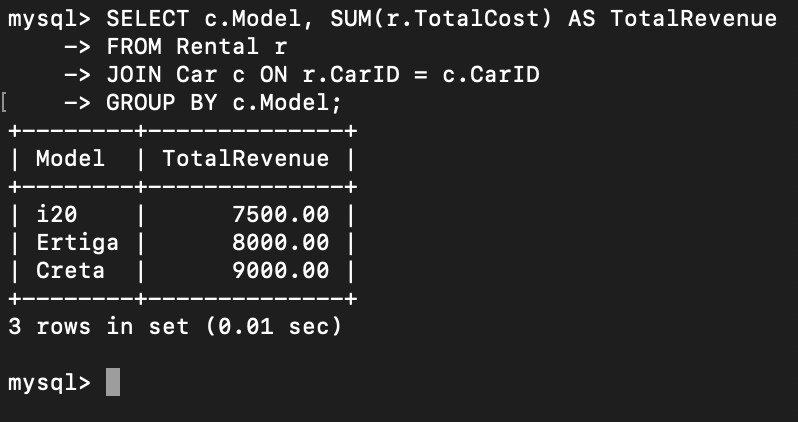 mysql> SELECT c.Model, SUM(r.TotalCost) AS TotalRevenue
    -> FROM Rental r
    -> JOIN Car c ON r.CarID = c.CarID
[    -> GROUP BY c.Model;
+--------+--------------+
| Model  | TotalRevenue |
+--------+--------------+
| i20    |      7500.00 |
| Ertiga |      8000.00 |
| Creta  |      9000.00 |
+--------+--------------+
3 rows in set (0.01 sec)
mysql>